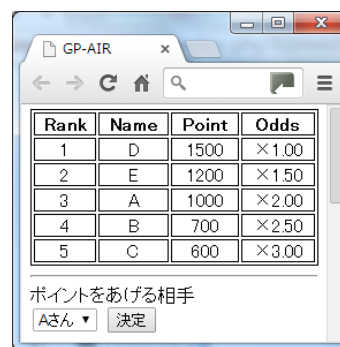 GP-AIR
Rank Name Point Odds
1 D 1500 ×1.00
2 E 1200 ×1.50
3 A 1000 ×2.00
4 B 700 ×2.50
5 C 600 ×3.00
ポイントをあげる相手
Aさん 決定